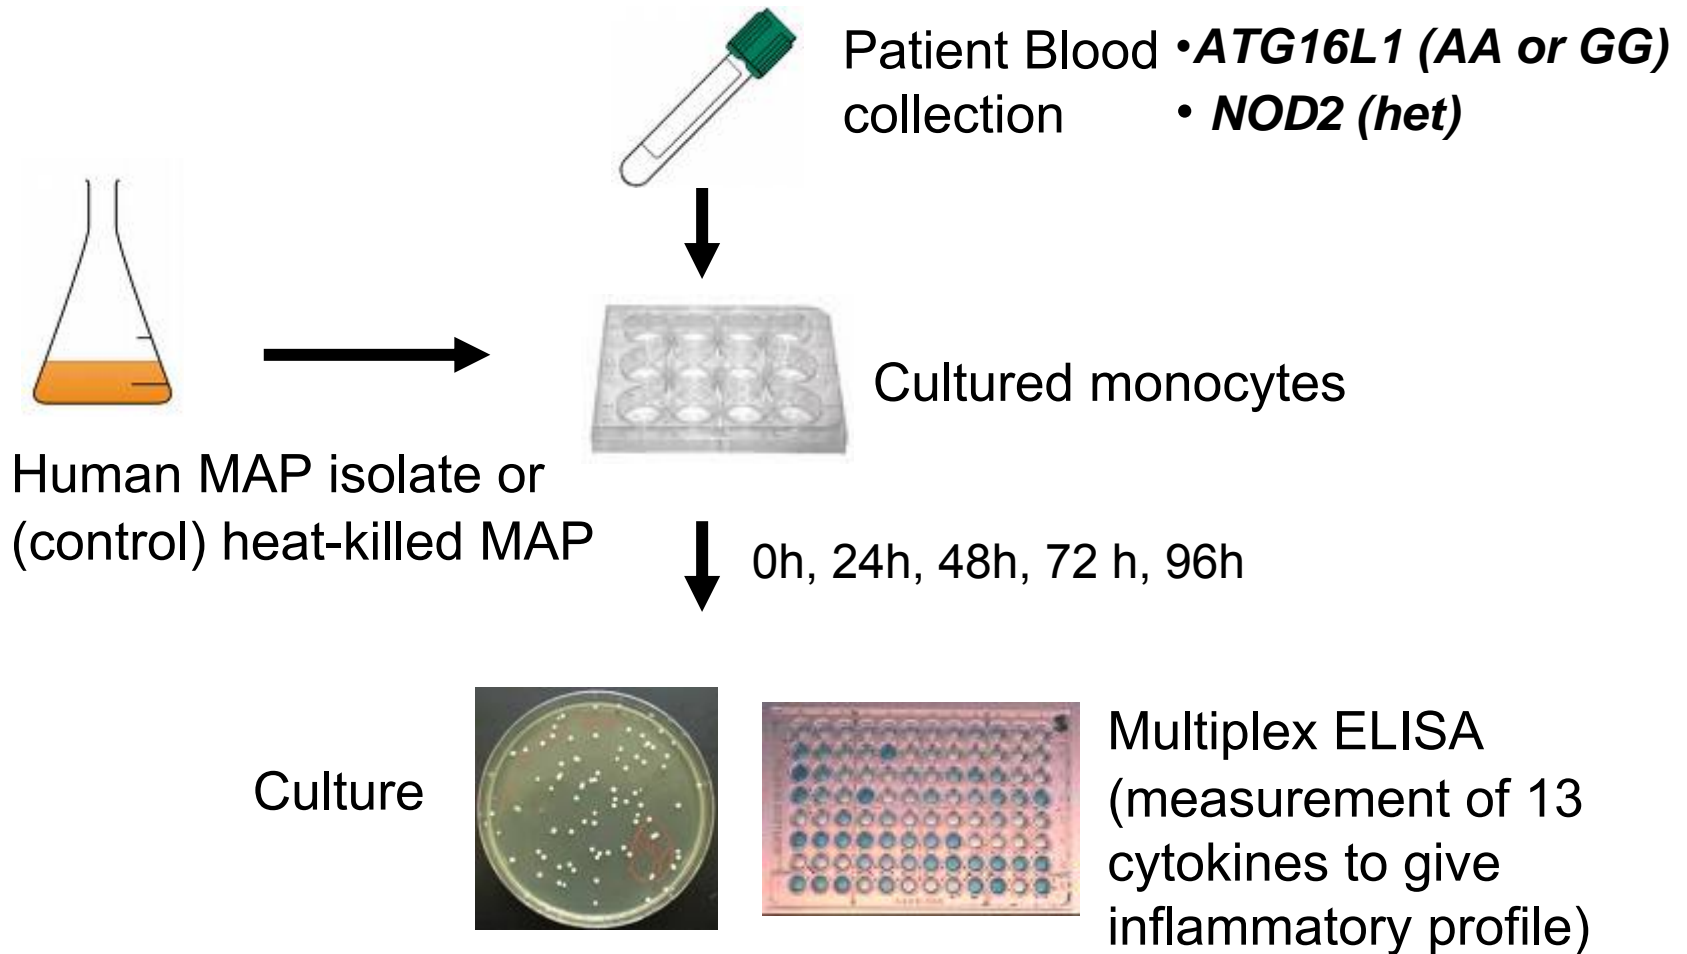 Patient Blood
collection
•ATG16L1 (AA or GG)
• NOD2 (het)
Cultured monocytes
Human MAP isolate or
(control) heat-killed MAP
0h, 24h, 48h, 72 h, 96h
Culture
Multiplex ELISA
(measurement of 13
cytokines to give
inflammatory profile)